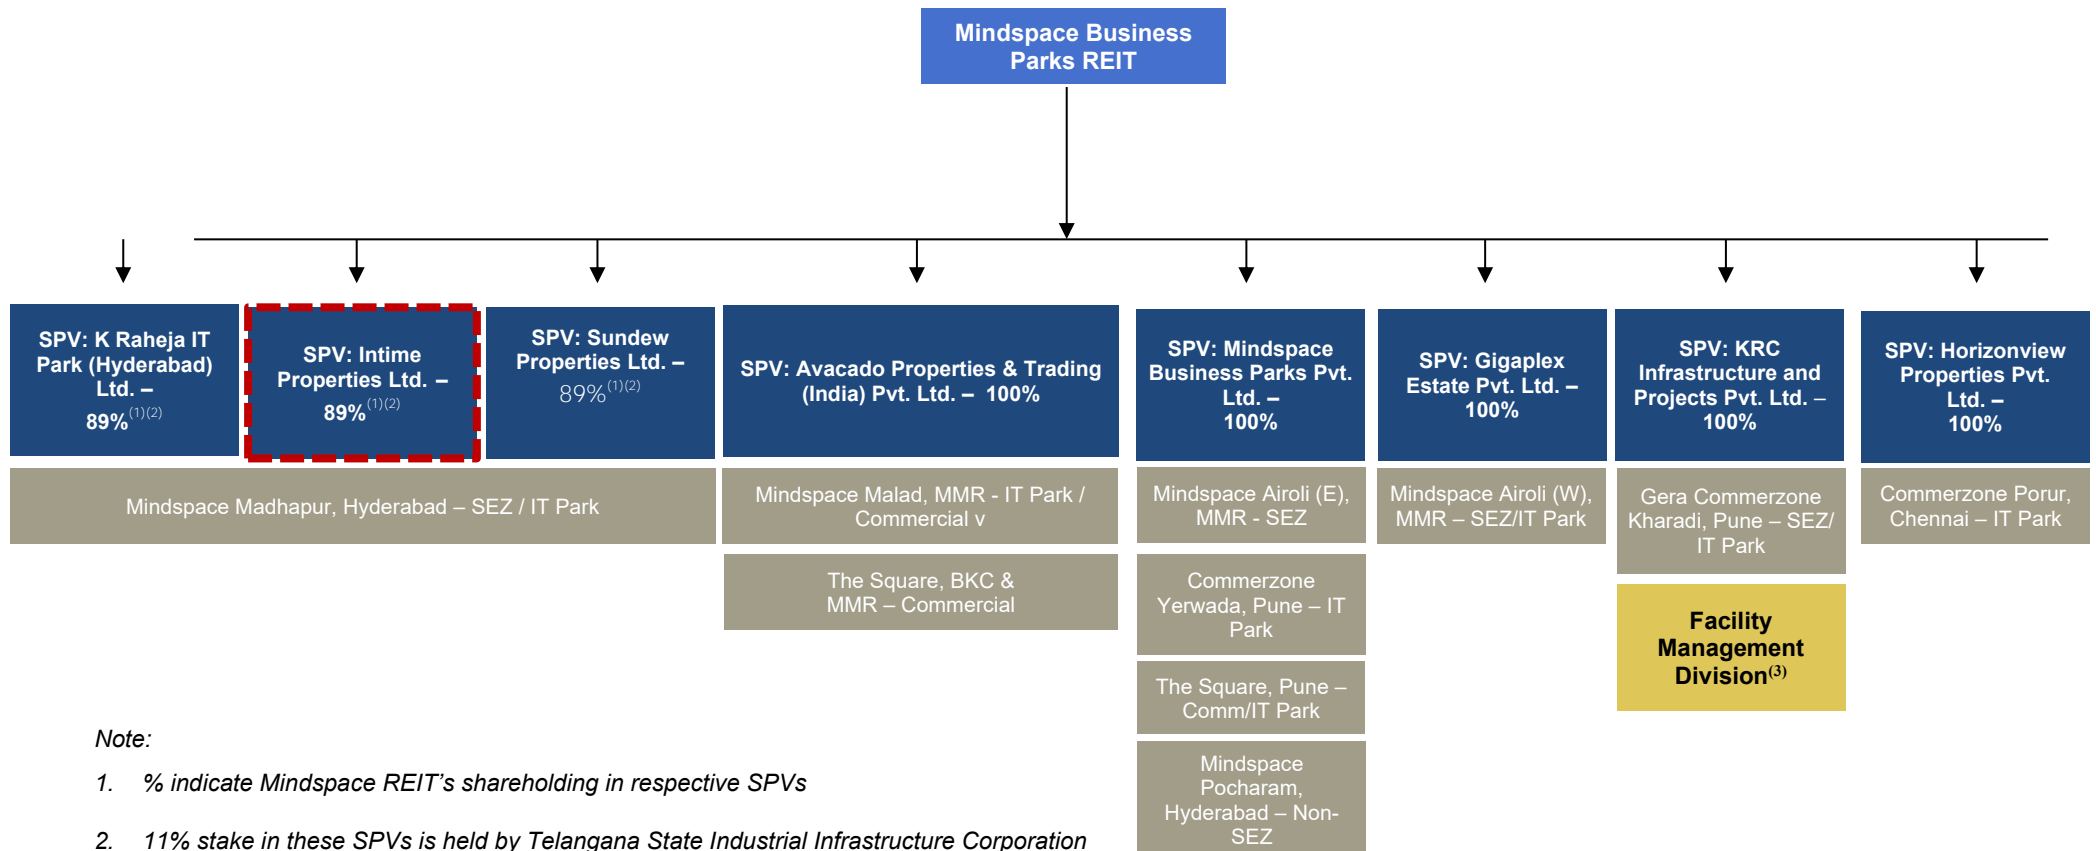 Mindspace Business
Parks REIT
SPV: K Raheja IT
Park (Hyderabad)
Ltd. –
89%(1)(2)
SPV: Intime
Properties Ltd. –
89%(1)(2)
SPV: Sundew
Properties Ltd. –
89%(1)(2)
SPV: Avacado Properties & Trading
(India) Pvt. Ltd. – 100%
SPV: Mindspace
Business Parks Pvt.
Ltd. –
100%
SPV: Gigaplex
Estate Pvt. Ltd. –
100%
SPV: KRC
Infrastructure and
Projects Pvt. Ltd. –
100%
SPV: Horizonview
Properties Pvt.
Ltd. –
100%
Mindspace Madhapur, Hyderabad – SEZ / IT Park
Mindspace Malad, MMR - IT Park /
Commercial v
Mindspace Airoli (E),
MMR - SEZ
Mindspace Airoli (W),
MMR – SEZ/IT Park
Gera Commerzone
Kharadi, Pune – SEZ/
IT Park
Commerzone Porur,
Chennai – IT Park
The Square, BKC &
MMR – Commercial
Commerzone
Yerwada, Pune – IT
Park
Facility
Management
Division(3)
The Square, Pune –
Comm/IT Park
Mindspace
Pocharam,
Hyderabad – Non-
SEZ
Note:
1. % indicate Mindspace REIT’s shareholding in respective SPVs
2. 11% stake in these SPVs is held by Telangana State Industrial Infrastructure Corporation